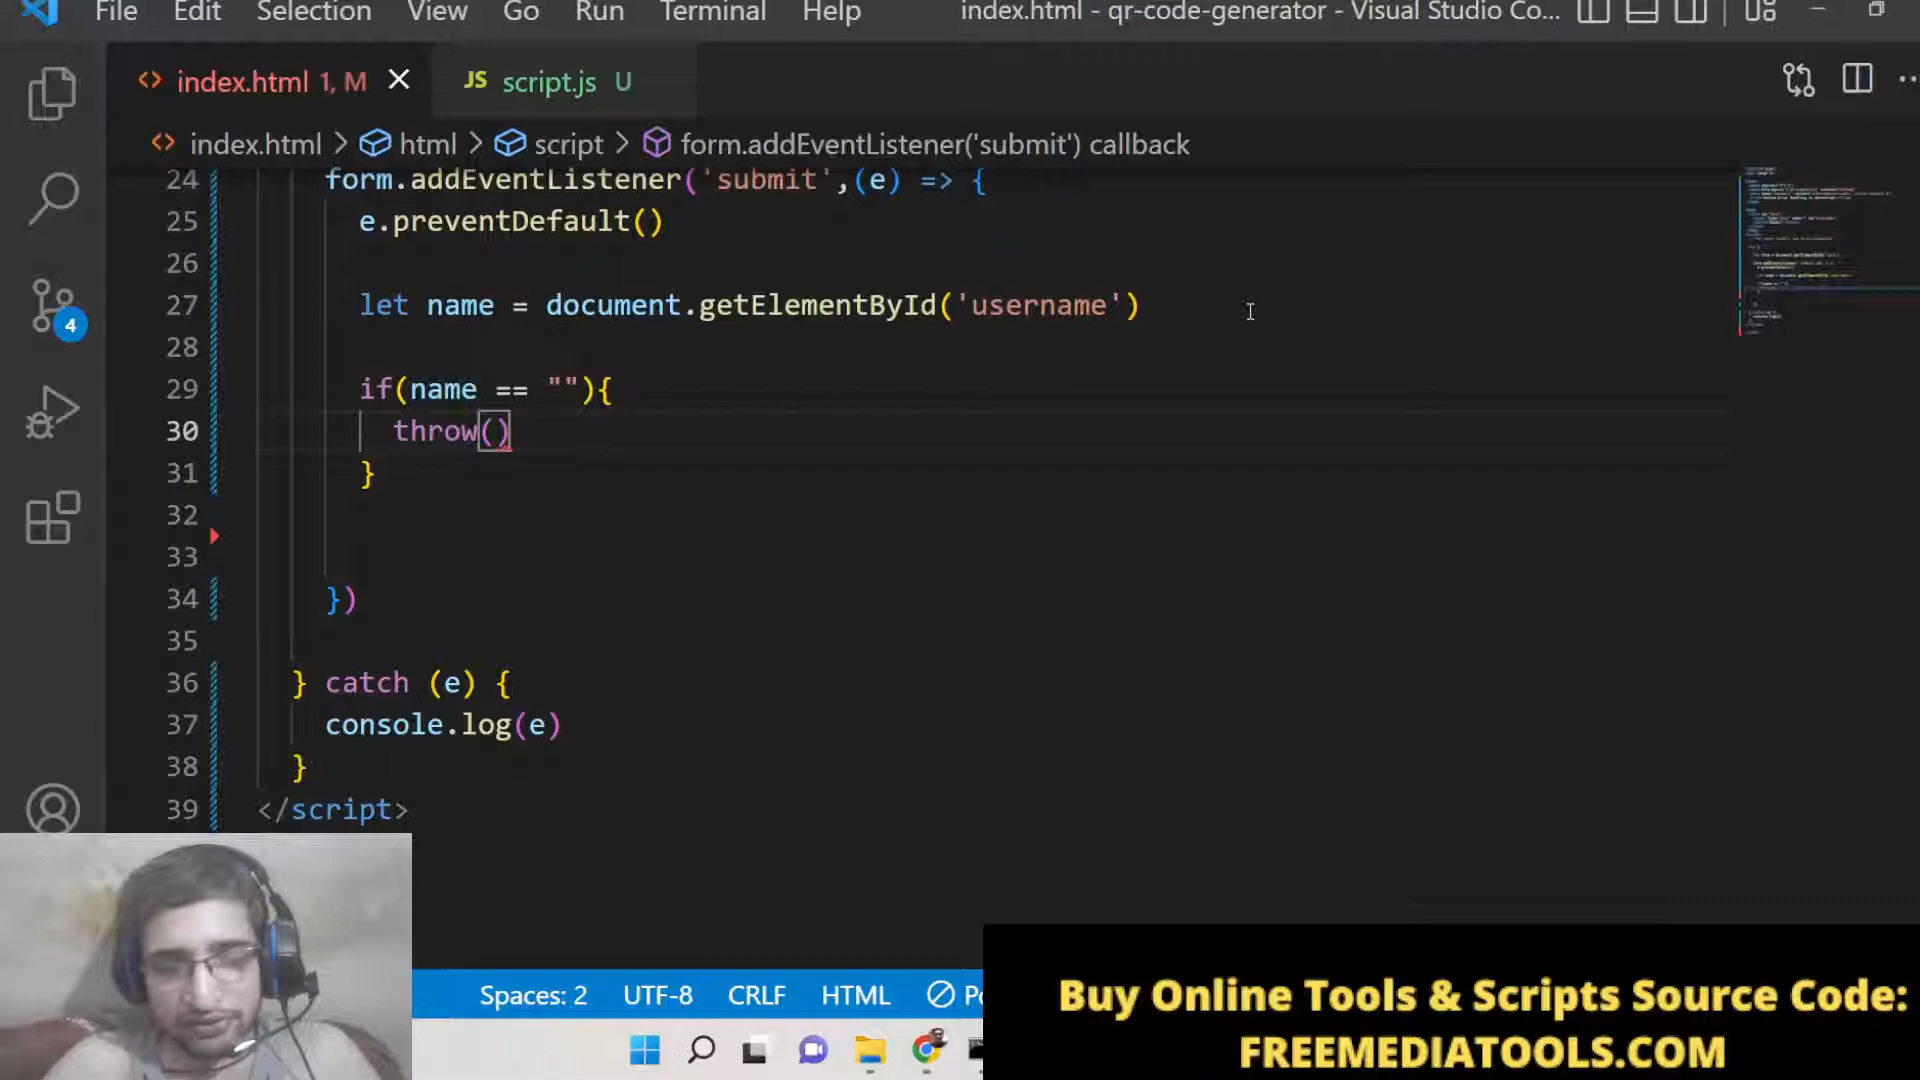 File Edit Selection View Go Run Terminal Help index.html - qr-code-generator - Visual Studio Co...
index.html 1, M JS script.js U
index.html > html > script > form.addEventListener('submit') callback
24 form.addEventListener('submit',(e) => {
25 e.preventDefault()
26
27 let name = document.getElementById('username')
28
29 if(name == ""){
30 throw()
31 }
32
33
34 })
35
36 } catch (e) {
37 console.log(e)
38 }
39 </script>
4
Spaces: 2 UTF-8 CRLF HTML
Buy Online Tools & Scripts Source Code:
FREEMEDIATOOLS.COM